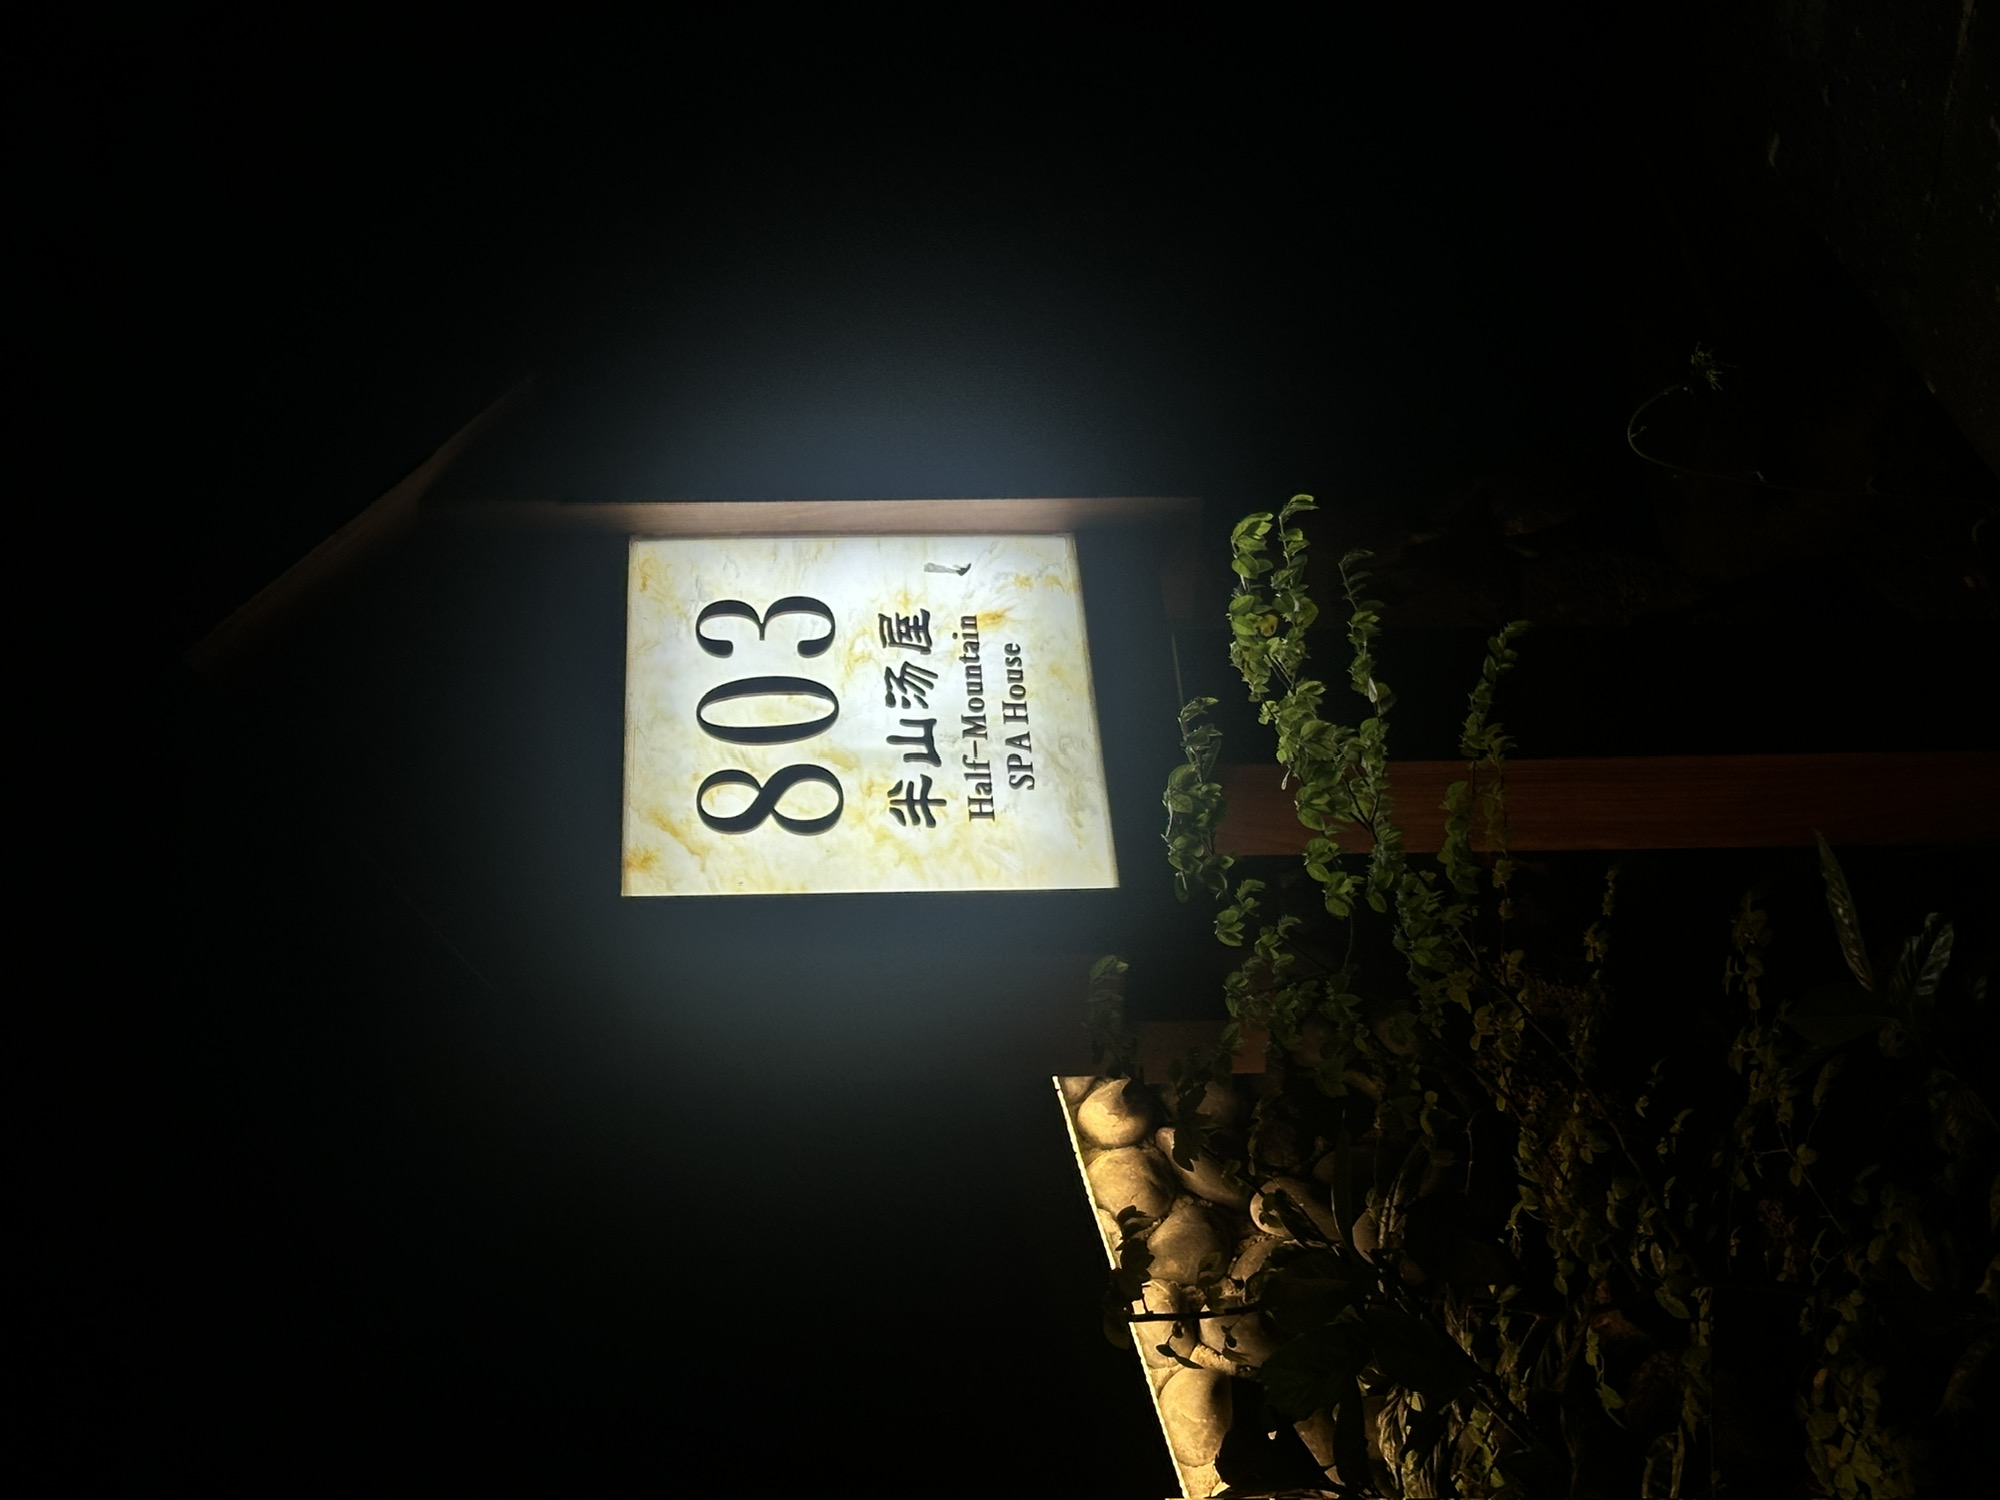 803
半山汤屋
Half-Mountain
SPA House